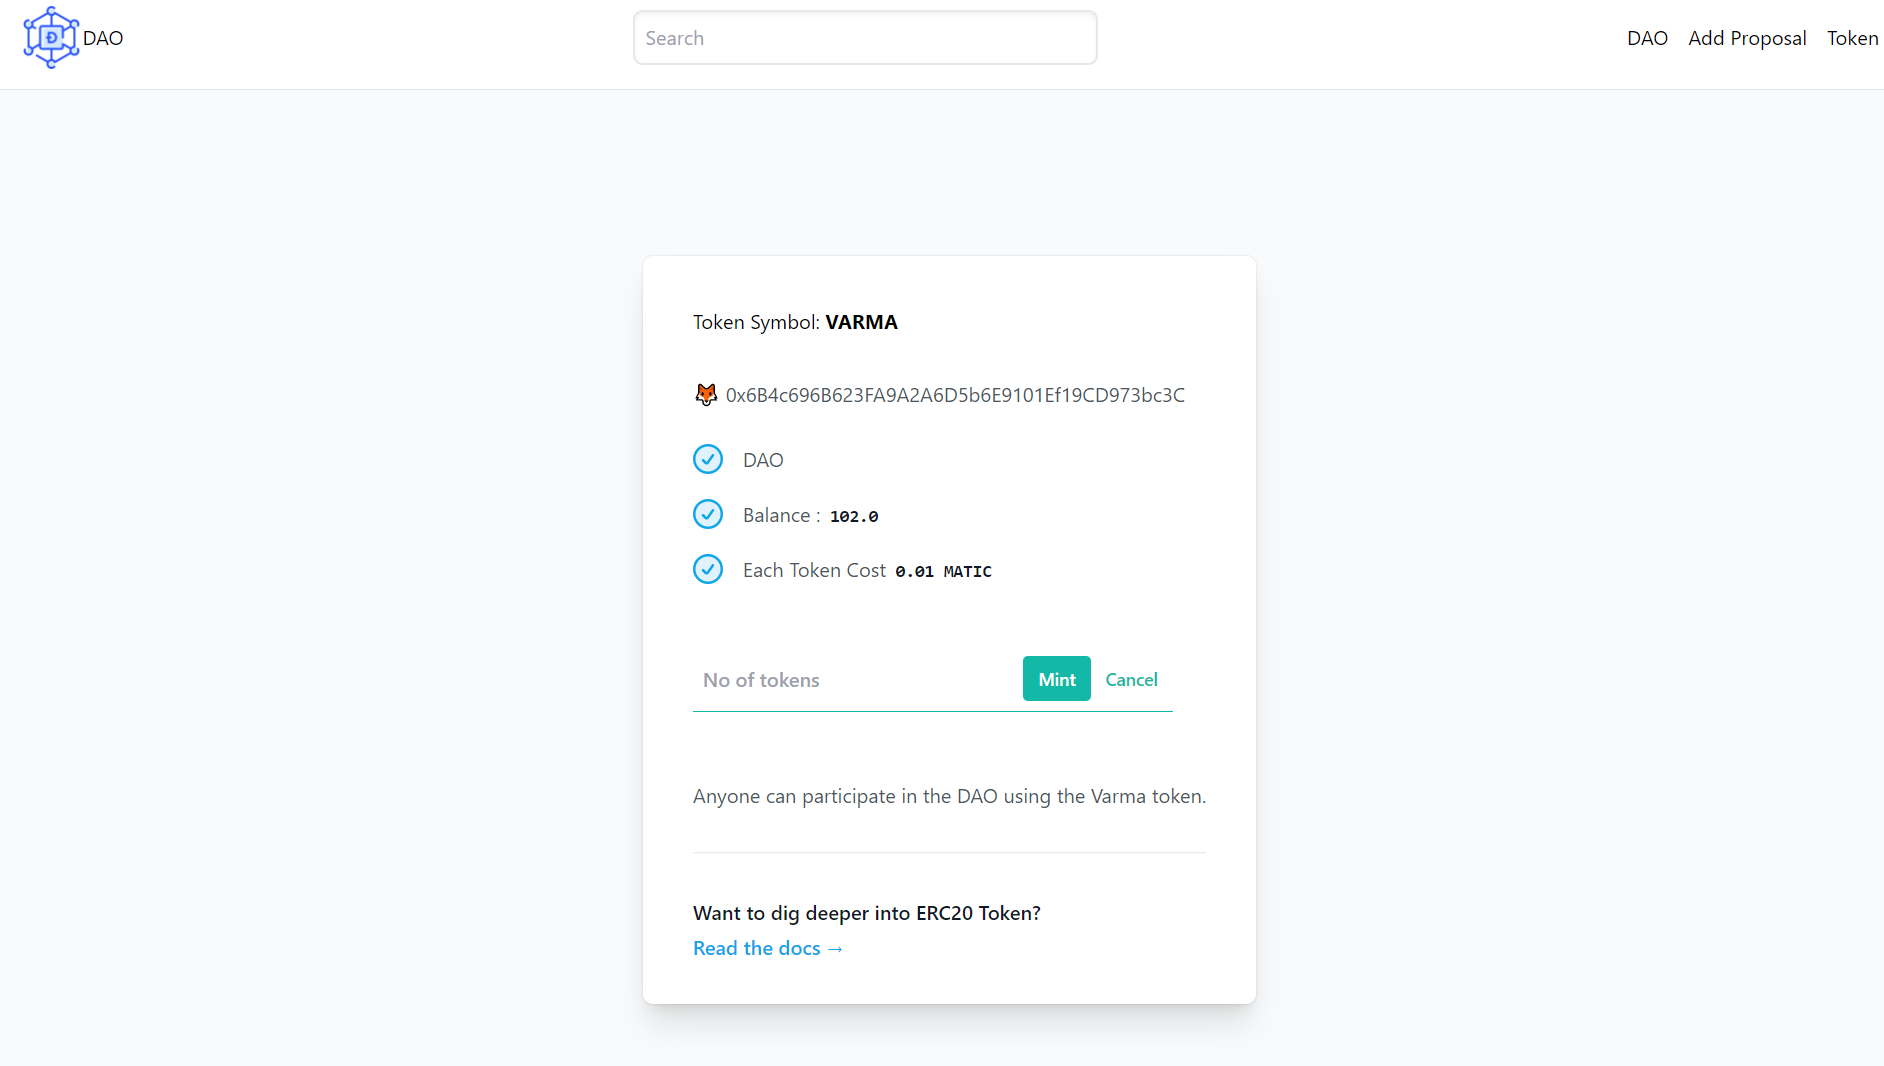 DAO
Search
DAO Add Proposal Token
Token Symbol: VARMA
0x6B4c696B623FA9A2A6D5b6E9101Ef19CD973bc3C
DAO
Balance : 102.0
Each Token Cost 0.01 MATIC
No of tokens Mint Cancel
Anyone can participate in the DAO using the Varma token.
Want to dig deeper into ERC20 Token?
Read the docs →